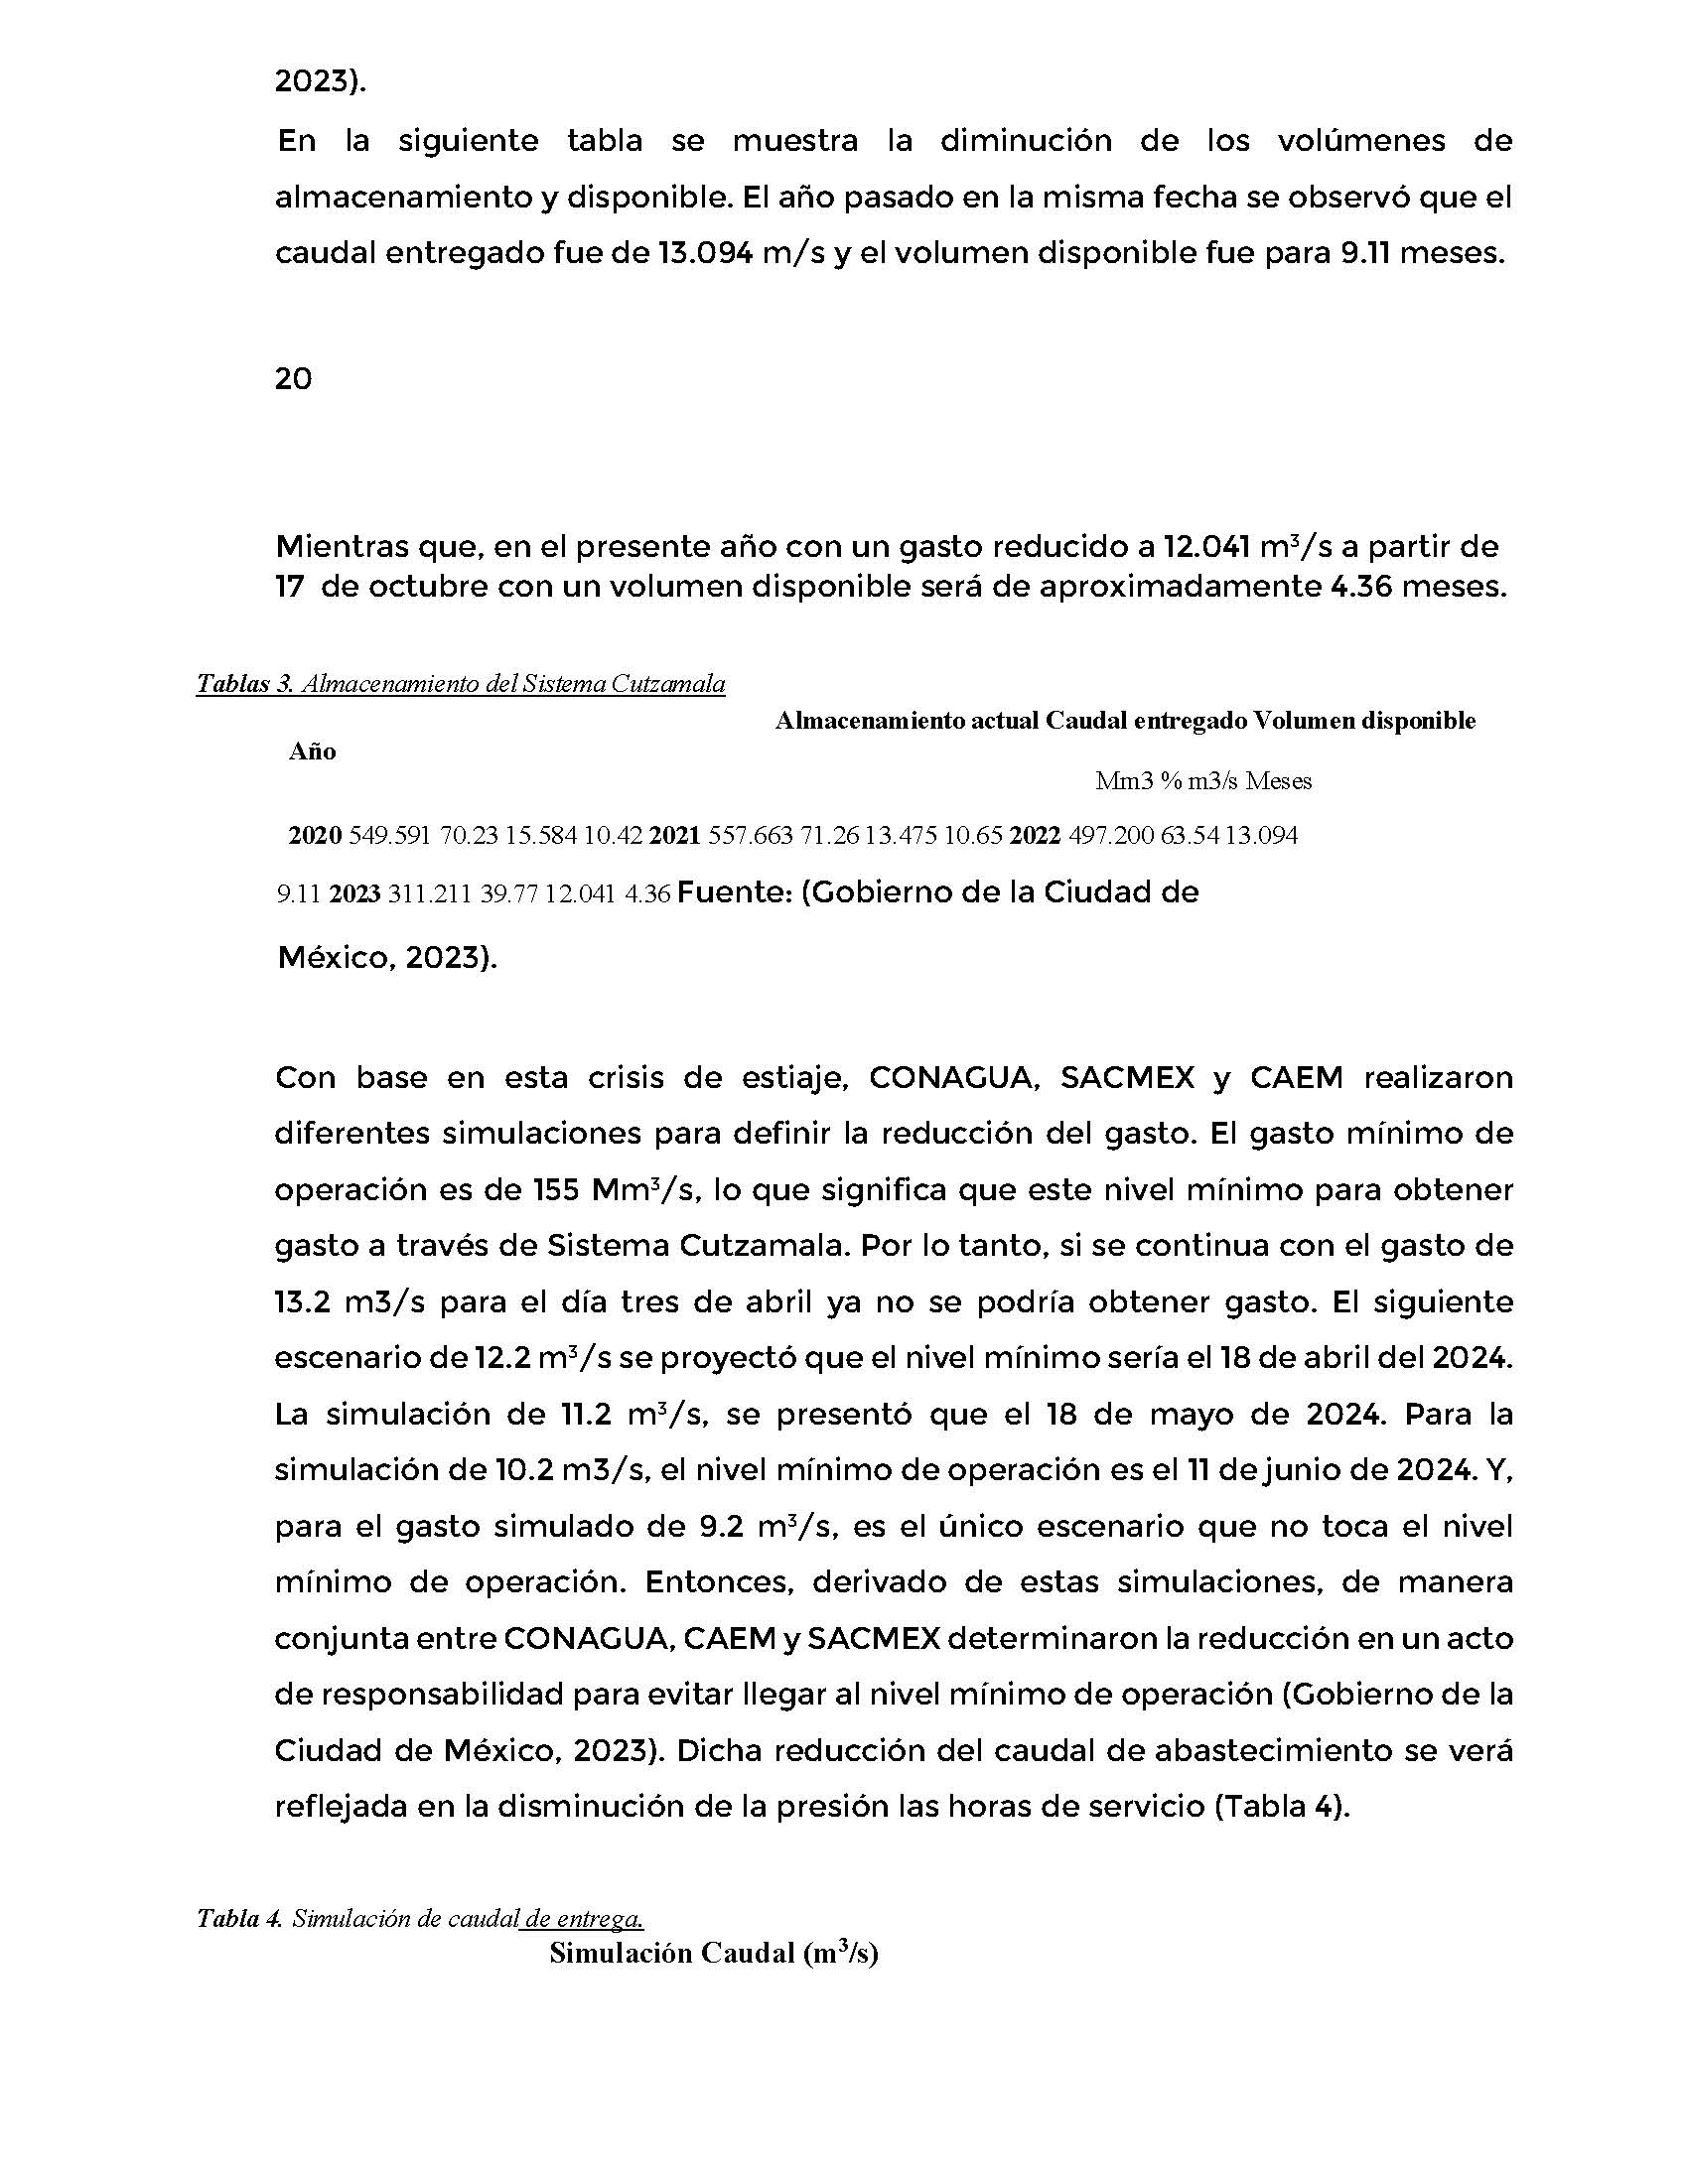 2023).
En la siguiente tabla se muestra la diminución de los volúmenes de
almacenamiento y disponible. El año pasado en la misma fecha se observó que el
caudal entregado fue de 13.094 m/s y el volumen disponible fue para 9.11 meses.
20
Mientras que, en el presente año con un gasto reducido a 12.041 m³/s a partir de
17 de octubre con un volumen disponible será de aproximadamente 4.36 meses.
Tablas 3. Almacenamiento del Sistema Cutzamala
Almacenamiento actual Caudal entregado Volumen disponible
Año
Mm3 % m3/s Meses
2020 549.591 70.23 15.584 10.42 2021 557.663 71.26 13.475 10.65 2022 497.200 63.54 13.094
9.11 2023 311.211 39.77 12.041 4.36 Fuente: (Gobierno de la Ciudad de
México, 2023).
Con base en esta crisis de estiaje, CONAGUA, SACMEX y CAEM realizaron
diferentes simulaciones para definir la reducción del gasto. El gasto mínimo de
operación es de 155 Mm³/s, lo que significa que este nivel mínimo para obtener
gasto a través de Sistema Cutzamala. Por lo tanto, si se continua con el gasto de
13.2 m3/s para el día tres de abril ya no se podría obtener gasto. El siguiente
escenario de 12.2 m³/s se proyectó que el nivel mínimo sería el 18 de abril del 2024.
La simulación de 11.2 m³/s, se presentó que el 18 de mayo de 2024. Para la
simulación de 10.2 m3/s, el nivel mínimo de operación es el 11 de junio de 2024. Y,
para el gasto simulado de 9.2 m³/s, es el único escenario que no toca el nivel
mínimo de operación. Entonces, derivado de estas simulaciones, de manera
conjunta entre CONAGUA, CAEM y SACMEX determinaron la reducción en un acto
de responsabilidad para evitar llegar al nivel mínimo de operación (Gobierno de la
Ciudad de México, 2023). Dicha reducción del caudal de abastecimiento se verá
reflejada en la disminución de la presión las horas de servicio (Tabla 4).
Tabla 4. Simulación de caudal de entrega.
Simulación Caudal (m³/s)